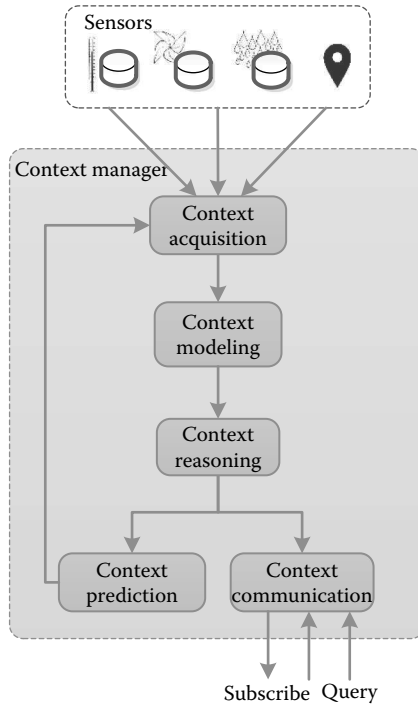 Sensors
Context manager
Context
acquisition
Context
modeling
Context
reasoning
Context
prediction
Context
communication
Subscribe
Query